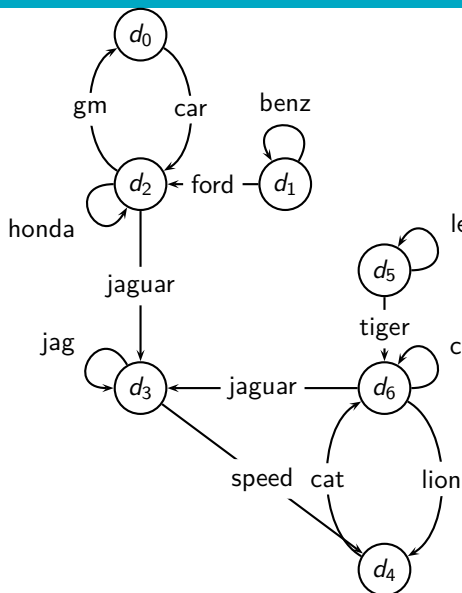 d0
gm
car
benz
d2
ford
d1
honda
le
d5
jaguar
tiger
jag
c
d3
jaguar
d6
speed
cat
lion
d4